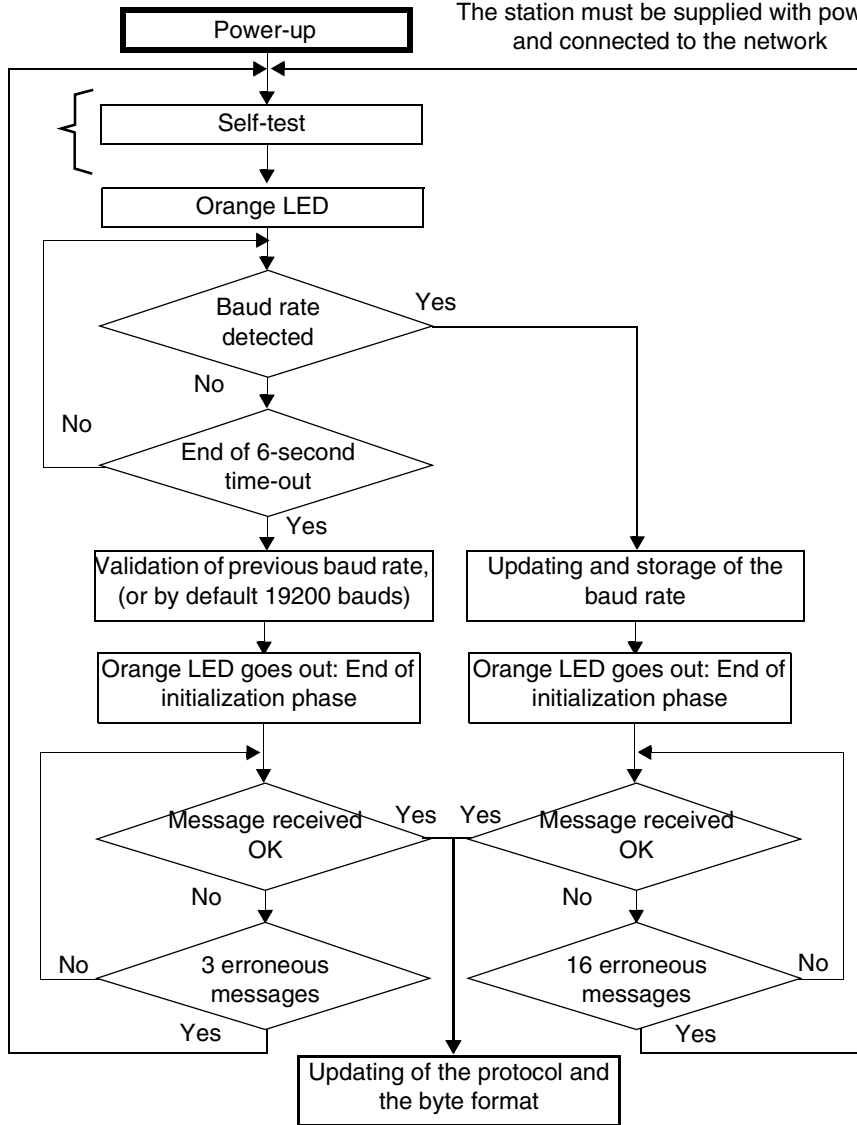 The station must be supplied with pow
and connected to the network
Power-up
Self-test
Orange LED
Baud rate
detected
Yes
No
End of 6-second
time-out
No
Yes
Validation of previous baud rate,
(or by default 19200 bauds)
Updating and storage of the
baud rate
Orange LED goes out: End of
initialization phase
Orange LED goes out: End of
initialization phase
Message received
OK
Yes
Yes
Message received
OK
No
No
3 erroneous
messages
No
Yes
16 erroneous
messages
No
Yes
Updating of the protocol and
the byte format